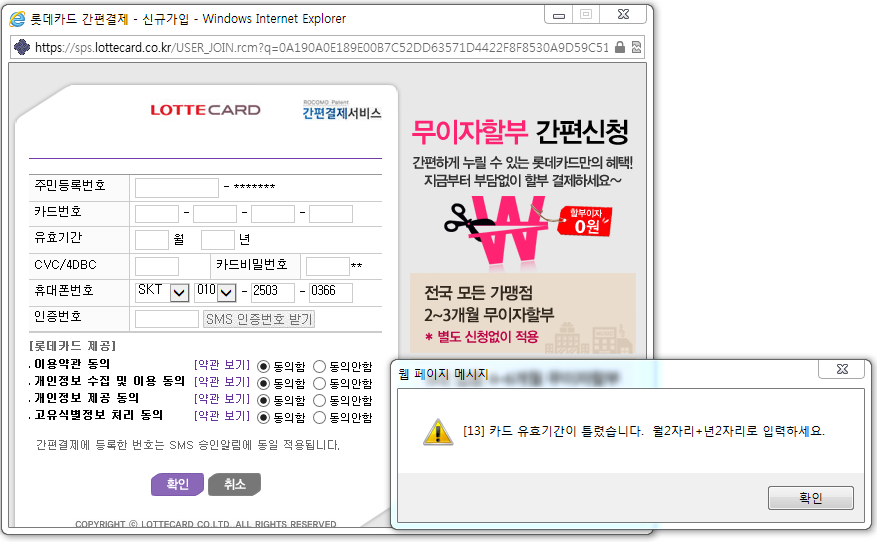 롯데카드 간편결제 - 신규가입 - Windows Internet Explorer
https://sps.lottecard.co.kr/USER_JOIN.rcm?q=0A190A0E189E00B7C52DD63571D4422F8F8530A9D59C51
LOTTECARD
ROCOMO Patent
간편결제서비스
주민등록번호 - *******
카드번호 - - -
유효기간 월 년
CVC/4DBC 카드비밀번호 **
휴대폰번호 SKT 010 - 2503 - 0366
인증번호 SMS 인증번호 받기
[롯데카드 제공]
. 이용약관 동의 [약관 보기] 동의함 동의안함
. 개인정보 수집 및 이용 동의 [약관 보기] 동의함 동의안함
. 개인정보 제공 동의 [약관 보기] 동의함 동의안함
. 고유식별정보 처리 동의 [약관 보기] 동의함 동의안함
간편결제에 등록한 번호는 SMS 승인알림에 동일 적용됩니다.
확인 취소
COPYRIGHT ⓒ LOTTECARD CO.LTD. ALL RIGHTS RESERVED
무이자할부 간편신청
간편하게 누릴 수 있는 롯데카드만의 혜택!
지금부터 부담없이 할부 결제하세요~
할부이자
0원
전국 모든 가맹점
2~3개월 무이자할부
* 별도 신청없이 적용
웹 페이지 메시지
[13] 카드 유효기간이 틀렸습니다. 월2자리+년2자리로 입력하세요.
확인